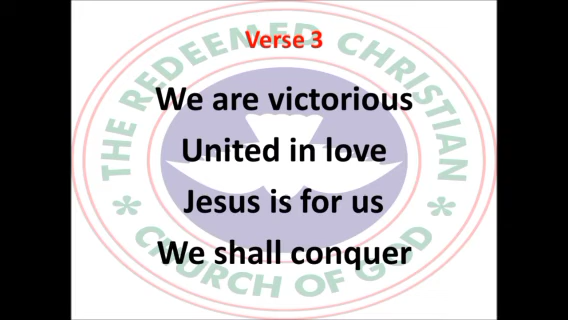 Verse 3
THE REDEEMED CHRISTIAN
We are victorious
United in love
Jesus is for us
We shall conquer
CHURCH OF GOD